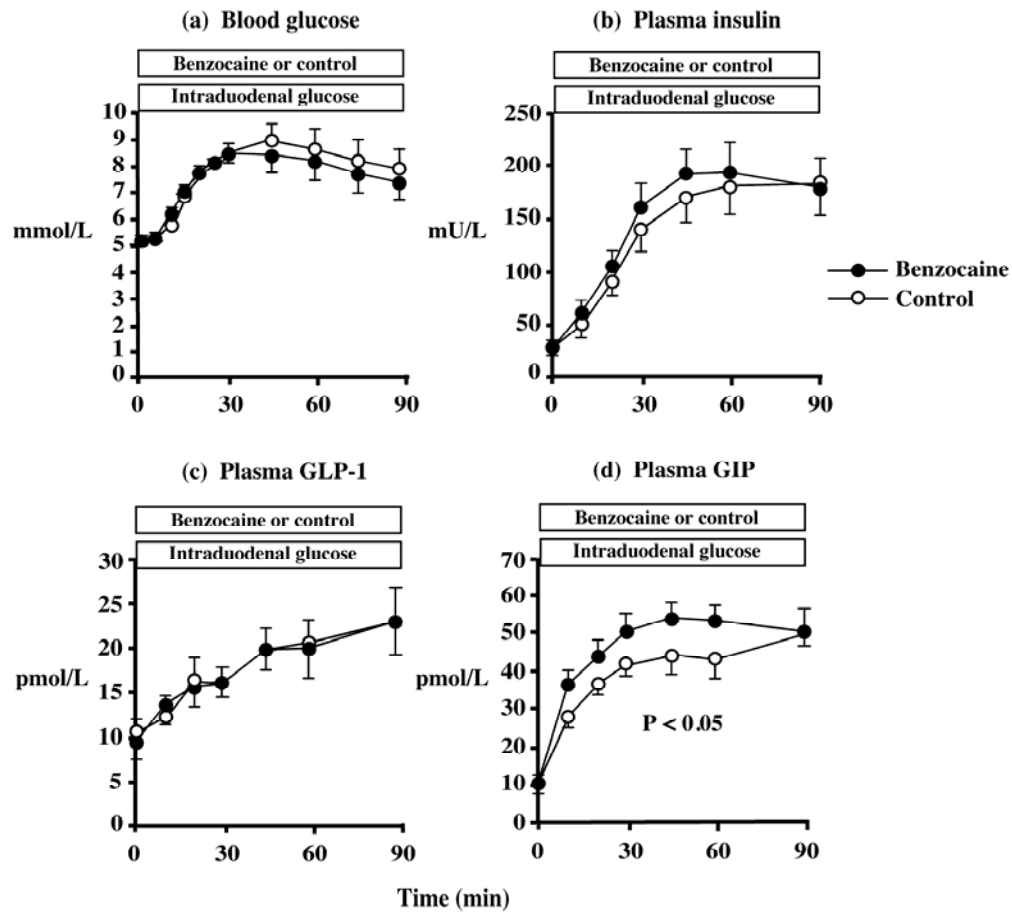 (a) Blood glucose
Benzocaine or control
Intraduodenal glucose
10
9
8
7
6
5
4
3
2
1
0
mmol/L
0 30 60 90
(b) Plasma insulin
Benzocaine or control
Intraduodenal glucose
250
200
150
100
50
0
mU/L
0 30 60 90
Benzocaine
Control
(c) Plasma GLP-1
Benzocaine or control
Intraduodenal glucose
30
25
20
15
10
5
0
pmol/L
0 30 60 90
(d) Plasma GIP
Benzocaine or control
Intraduodenal glucose
70
60
50
40
30
20
10
0
pmol/L
P < 0.05
0 30 60 90
Time (min)